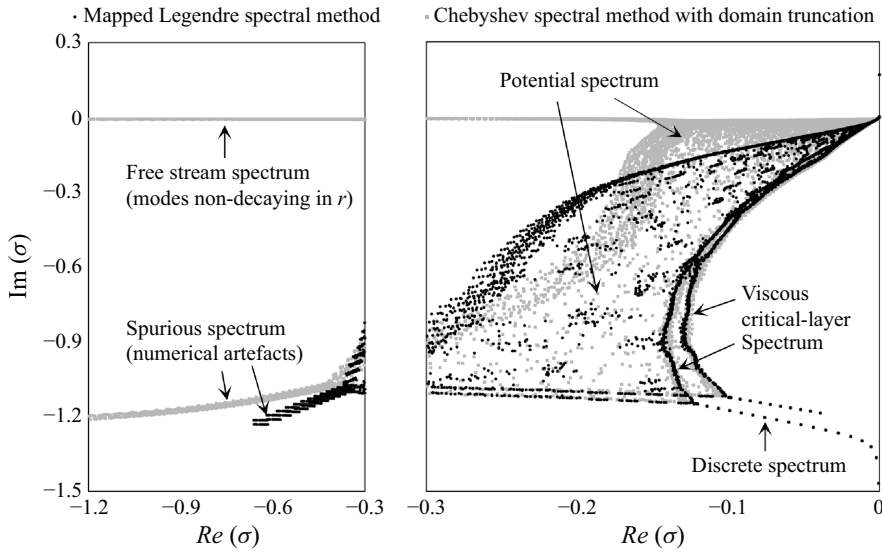 Mapped Legendre spectral method
Chebyshev spectral method with domain truncation
0.3
0
−0.3
−0.6
−0.9
−1.2
−1.5
Im (σ)
Free stream spectrum
(modes non-decaying in r)
Spurious spectrum
(numerical artefacts)
−1.2 −0.9 −0.6 −0.3
Re (σ)
Potential spectrum
Viscous
critical-layer
Spectrum
Discrete spectrum
−0.3 −0.2 −0.1 0
Re (σ)